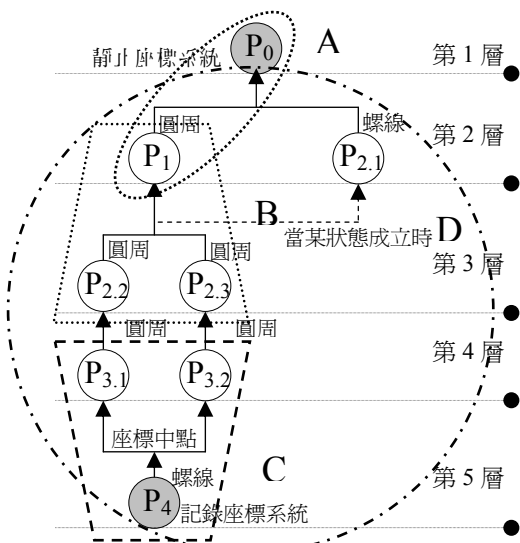 P0
A
靜止座標系統
第 1 層
圓周
螺線
第 2 層
P1
P2.1
B
當某狀態成立時
D
圓周
圓周
第 3 層
P2.2
P2.3
圓周
圓周
第 4 層
P3.1
P3.2
座標中點
C
螺線
第 5 層
P4
記錄座標系統